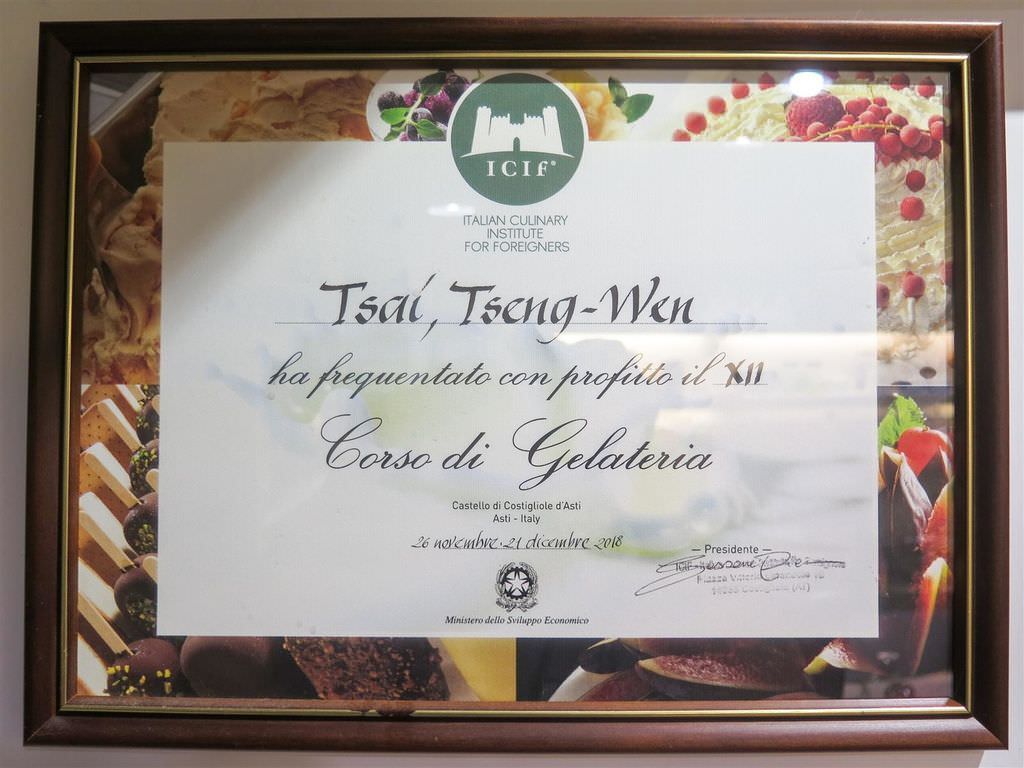 ICIF®
ITALIAN CULINARY
INSTITUTE
FOR FOREIGNERS
Tsai, Tseng-Wen
ha frequentato con profitto il XII
Corso di Gelateria
Castello di Costigliole d'Asti
Asti - Italy
26 novembre. 21 dicembre 2018
— Presidente —
Ministero dello Sviluppo Economico